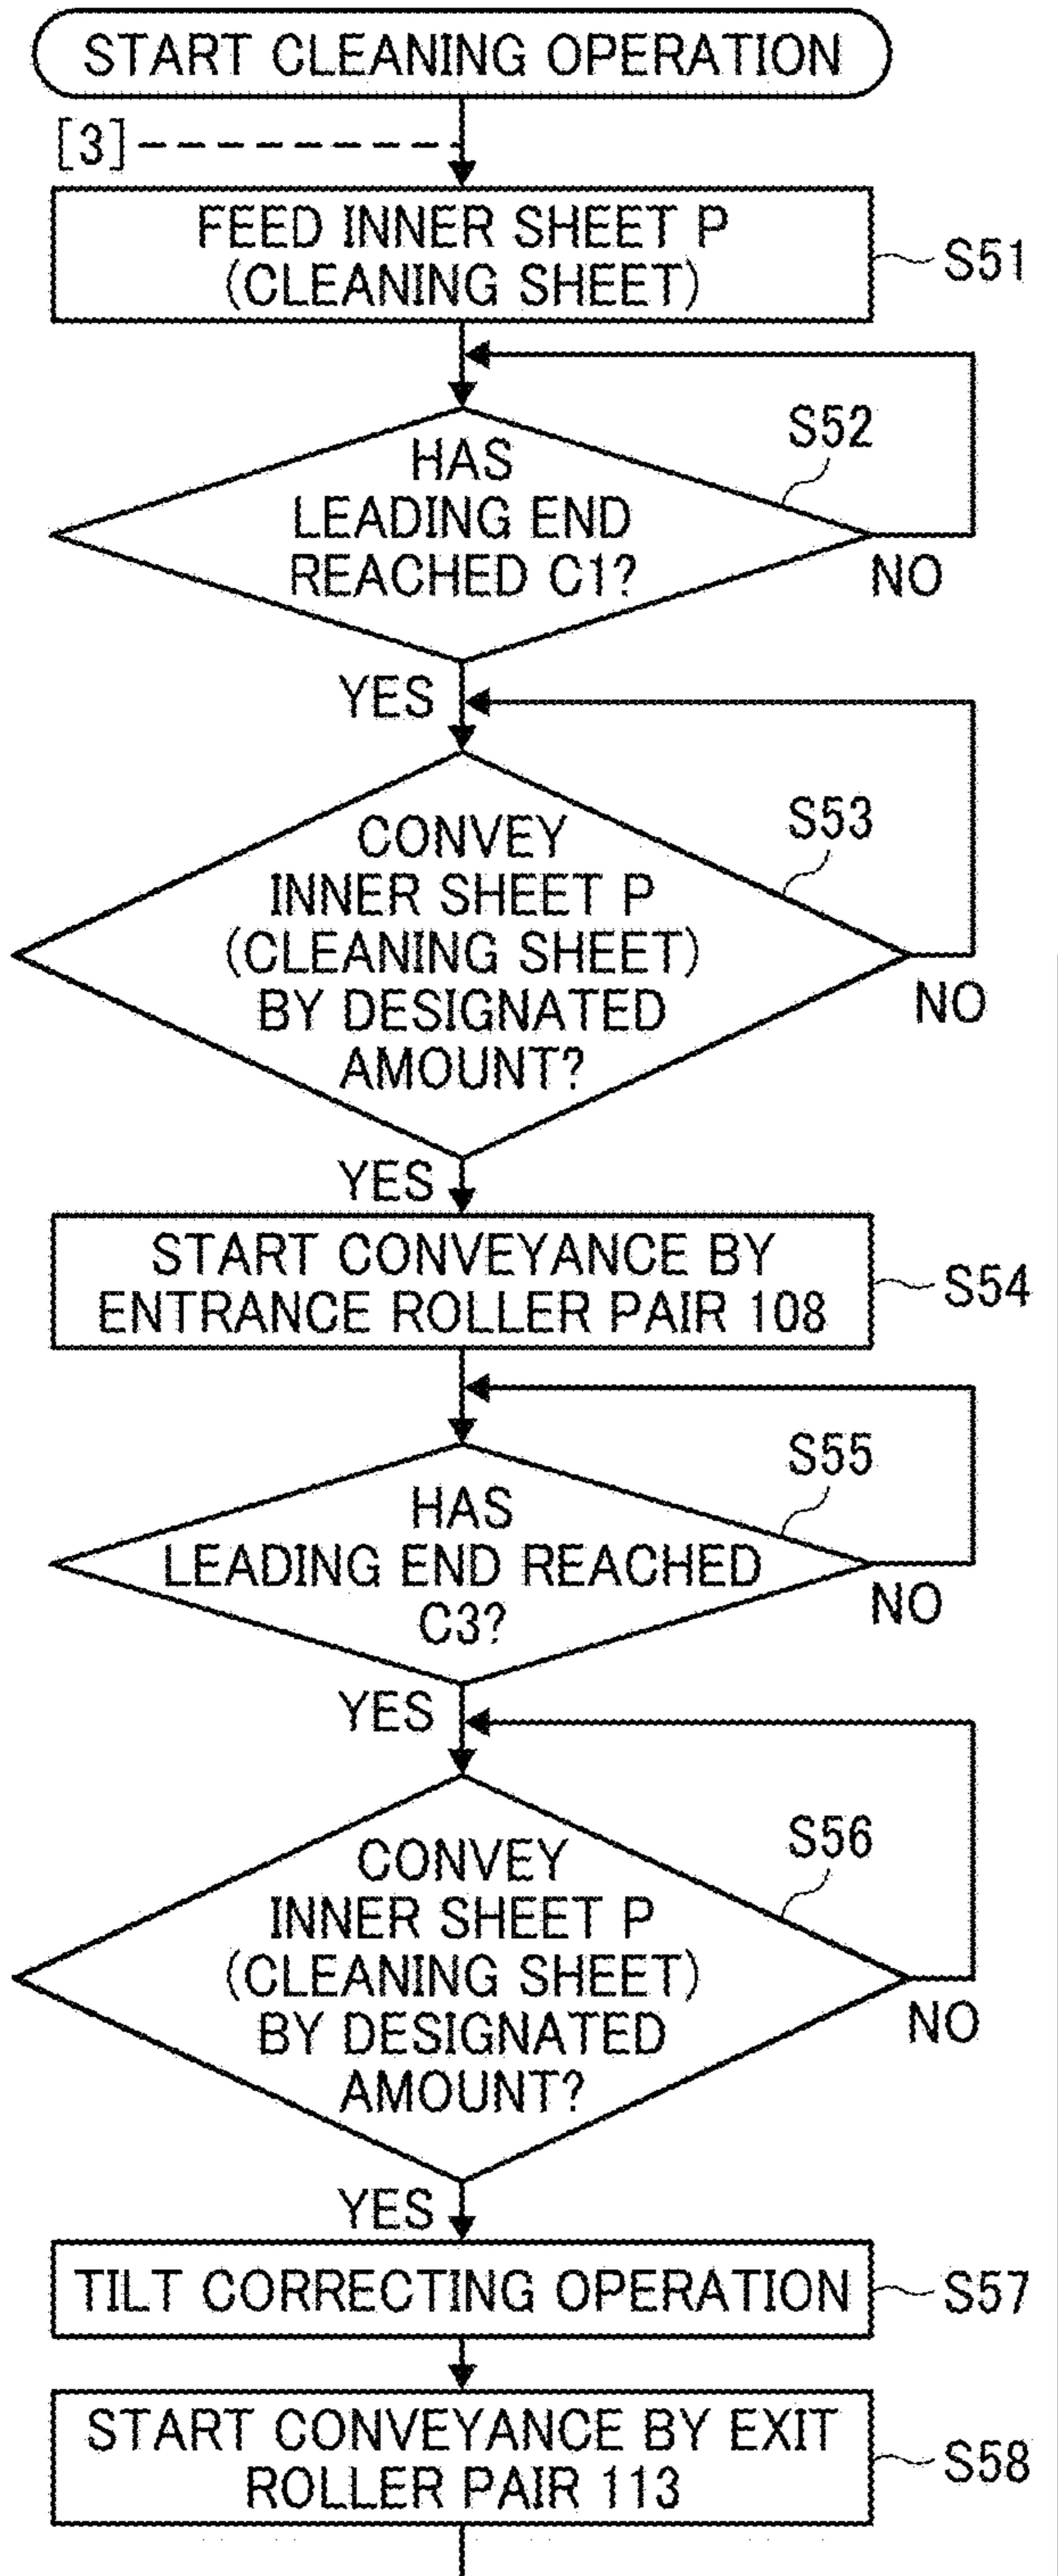 START CLEANING OPERATION
[3]
FEED INNER SHEET P
(CLEANING SHEET)
S51
S52
HAS
LEADING END
REACHED C1?
NO
YES
S53
CONVEY
INNER SHEET P
(CLEANING SHEET)
BY DESIGNATED
AMOUNT?
NO
YES
START CONVEYANCE BY
ENTRANCE ROLLER PAIR 108
S54
S55
HAS
LEADING END REACHED
C3?
NO
YES
S56
CONVEY
INNER SHEET P
(CLEANING SHEET)
BY DESIGNATED
AMOUNT?
NO
YES
TILT CORRECTING OPERATION
S57
START CONVEYANCE BY EXIT
ROLLER PAIR 113
S58